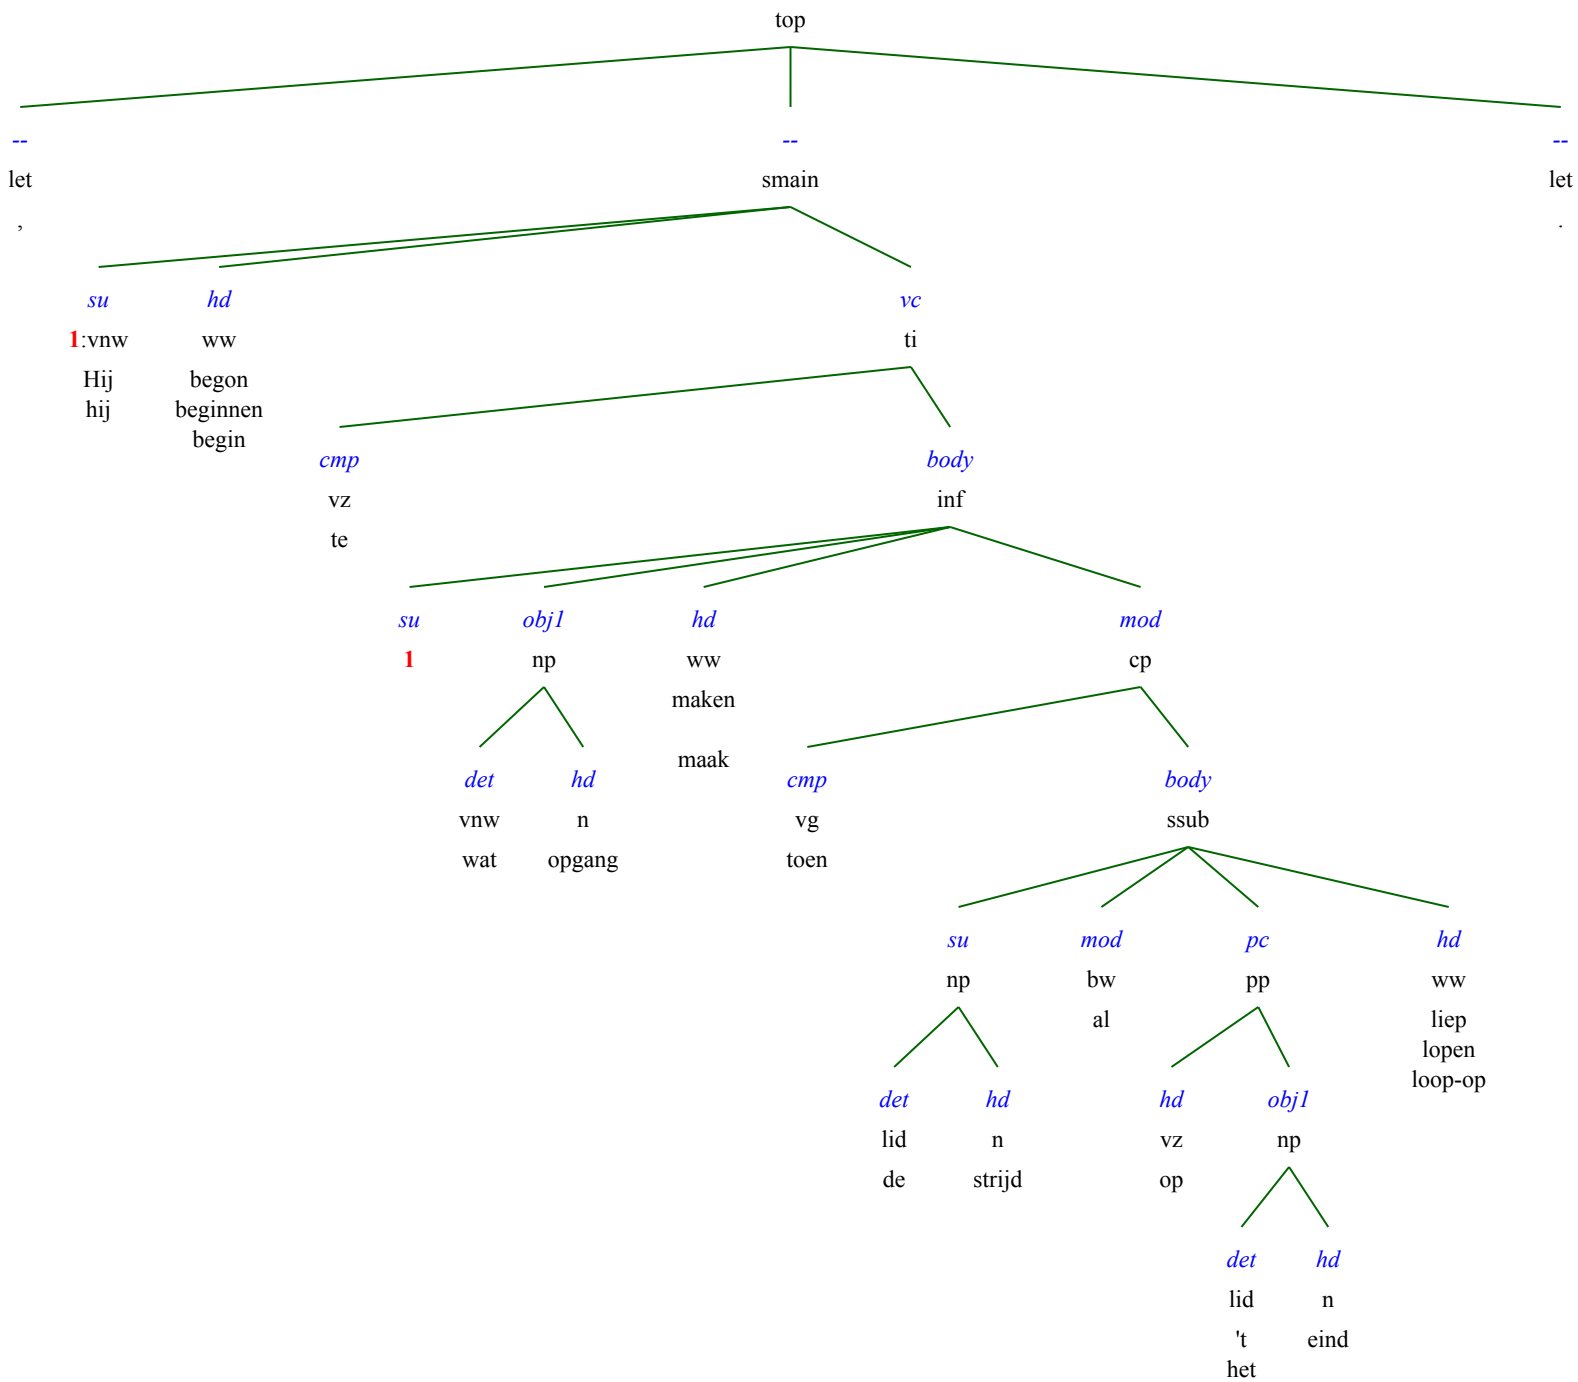 top
-- -- --
let smain let
, .
su hd vc
1:vnw ww ti
Hij begon
hij beginnen
begin
cmp body
vz inf
te
su obj1 hd mod
1 np ww cp
maken
maak
det hd cmp body
vnw n vg ssub
wat opgang toen
su mod pc hd
np bw pp ww
al liep
lopen
loop-op
det hd hd obj1
lid n vz np
de strijd op
det hd
lid n
't eind
het